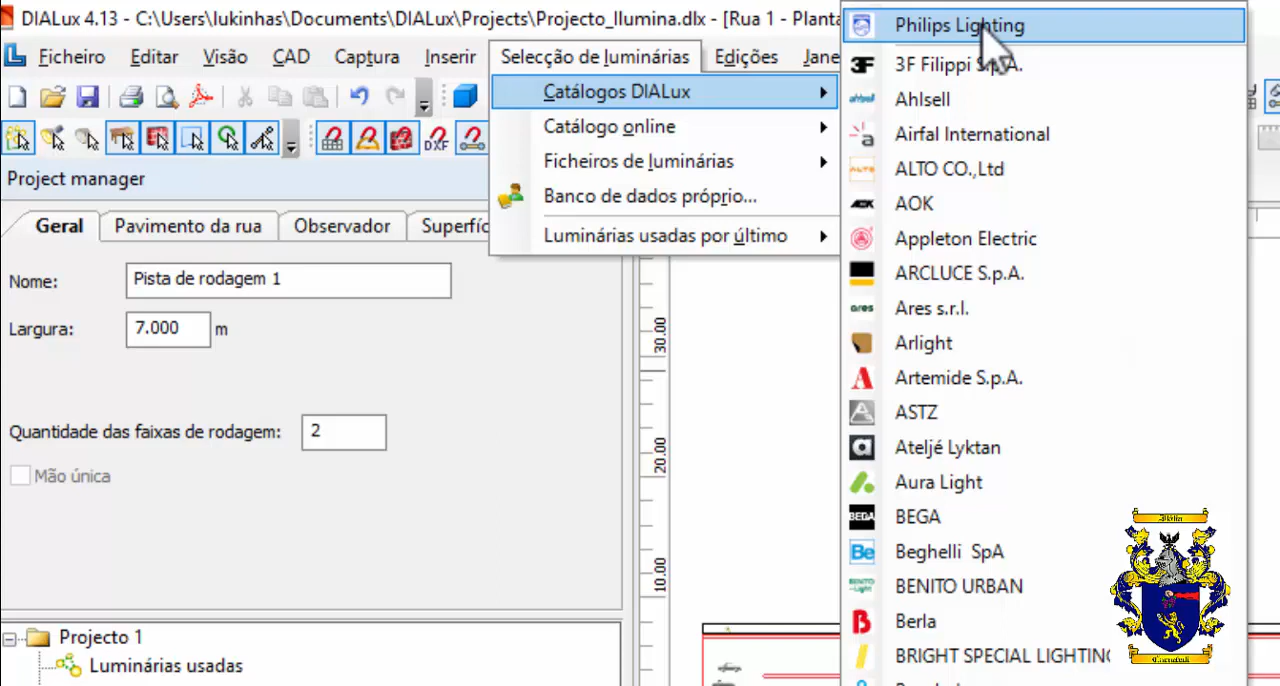 DIALux 4.13 - C:\Users\lukinhas\Documents\DIALux\Projects\Projecto_Ilumina.dlx - [Rua 1 - Planta
Ficheiro Editar Visão CAD Captura Inserir Selecção de luminárias Edições Jane
DXF
Project manager
Geral Pavimento da rua Observador Superfíc
Nome: Pista de rodagem 1
Largura: 7.000 m
Quantidade das faixas de rodagem: 2
Mão única
Projecto 1
Luminárias usadas
Catálogos DIALux
Catálogo online
Ficheiros de luminárias
Banco de dados próprio...
Luminárias usadas por último
30.00
20.00
10.00
Philips Lighting
3F Filippi S.p.A.
Ahlsell
Airfal International
ALTO CO.,Ltd
AOK
Appleton Electric
ARCLUCE S.p.A.
Ares s.r.l.
Arlight
Artemide S.p.A.
ASTZ
Ateljé Lyktan
Aura Light
BEGA
Beghelli SpA
BENITO URBAN
Berla
BRIGHT SPECIAL LIGHTING